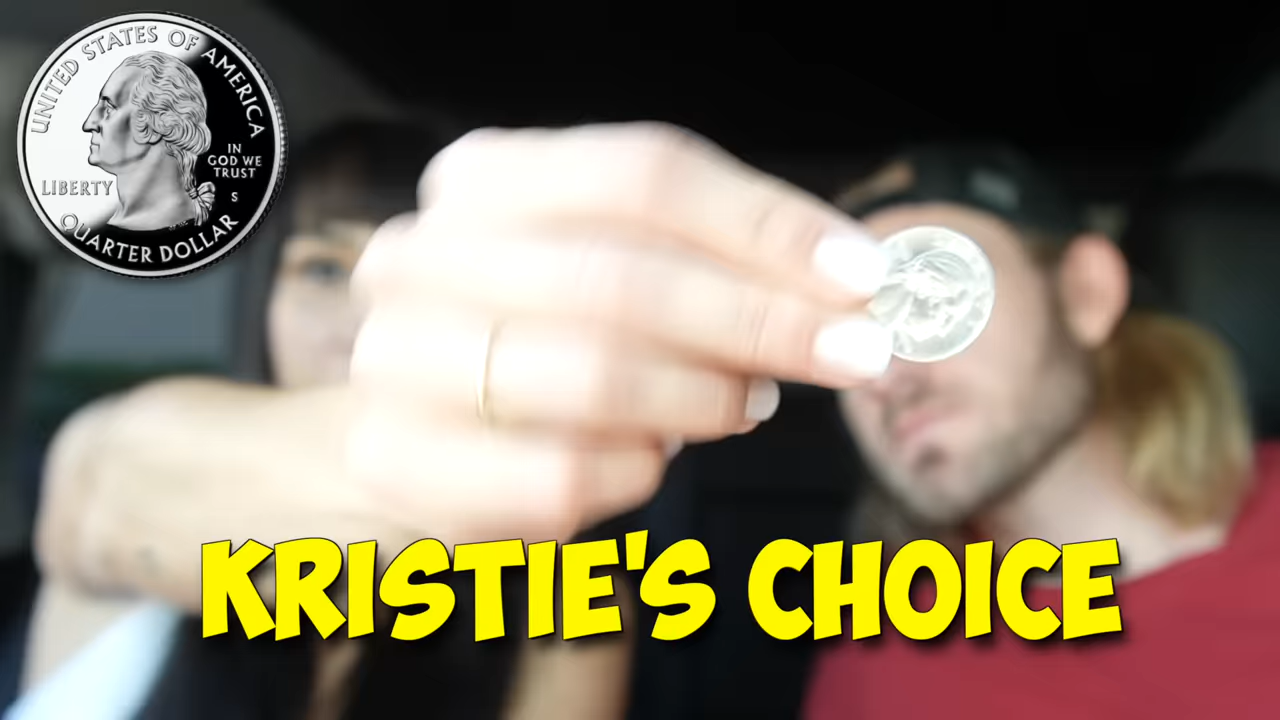 UNITED STATES OF AMERICA
IN
GOD WE
TRUST
LIBERTY
S
QUARTER DOLLAR
KRISTIE'S CHOICE